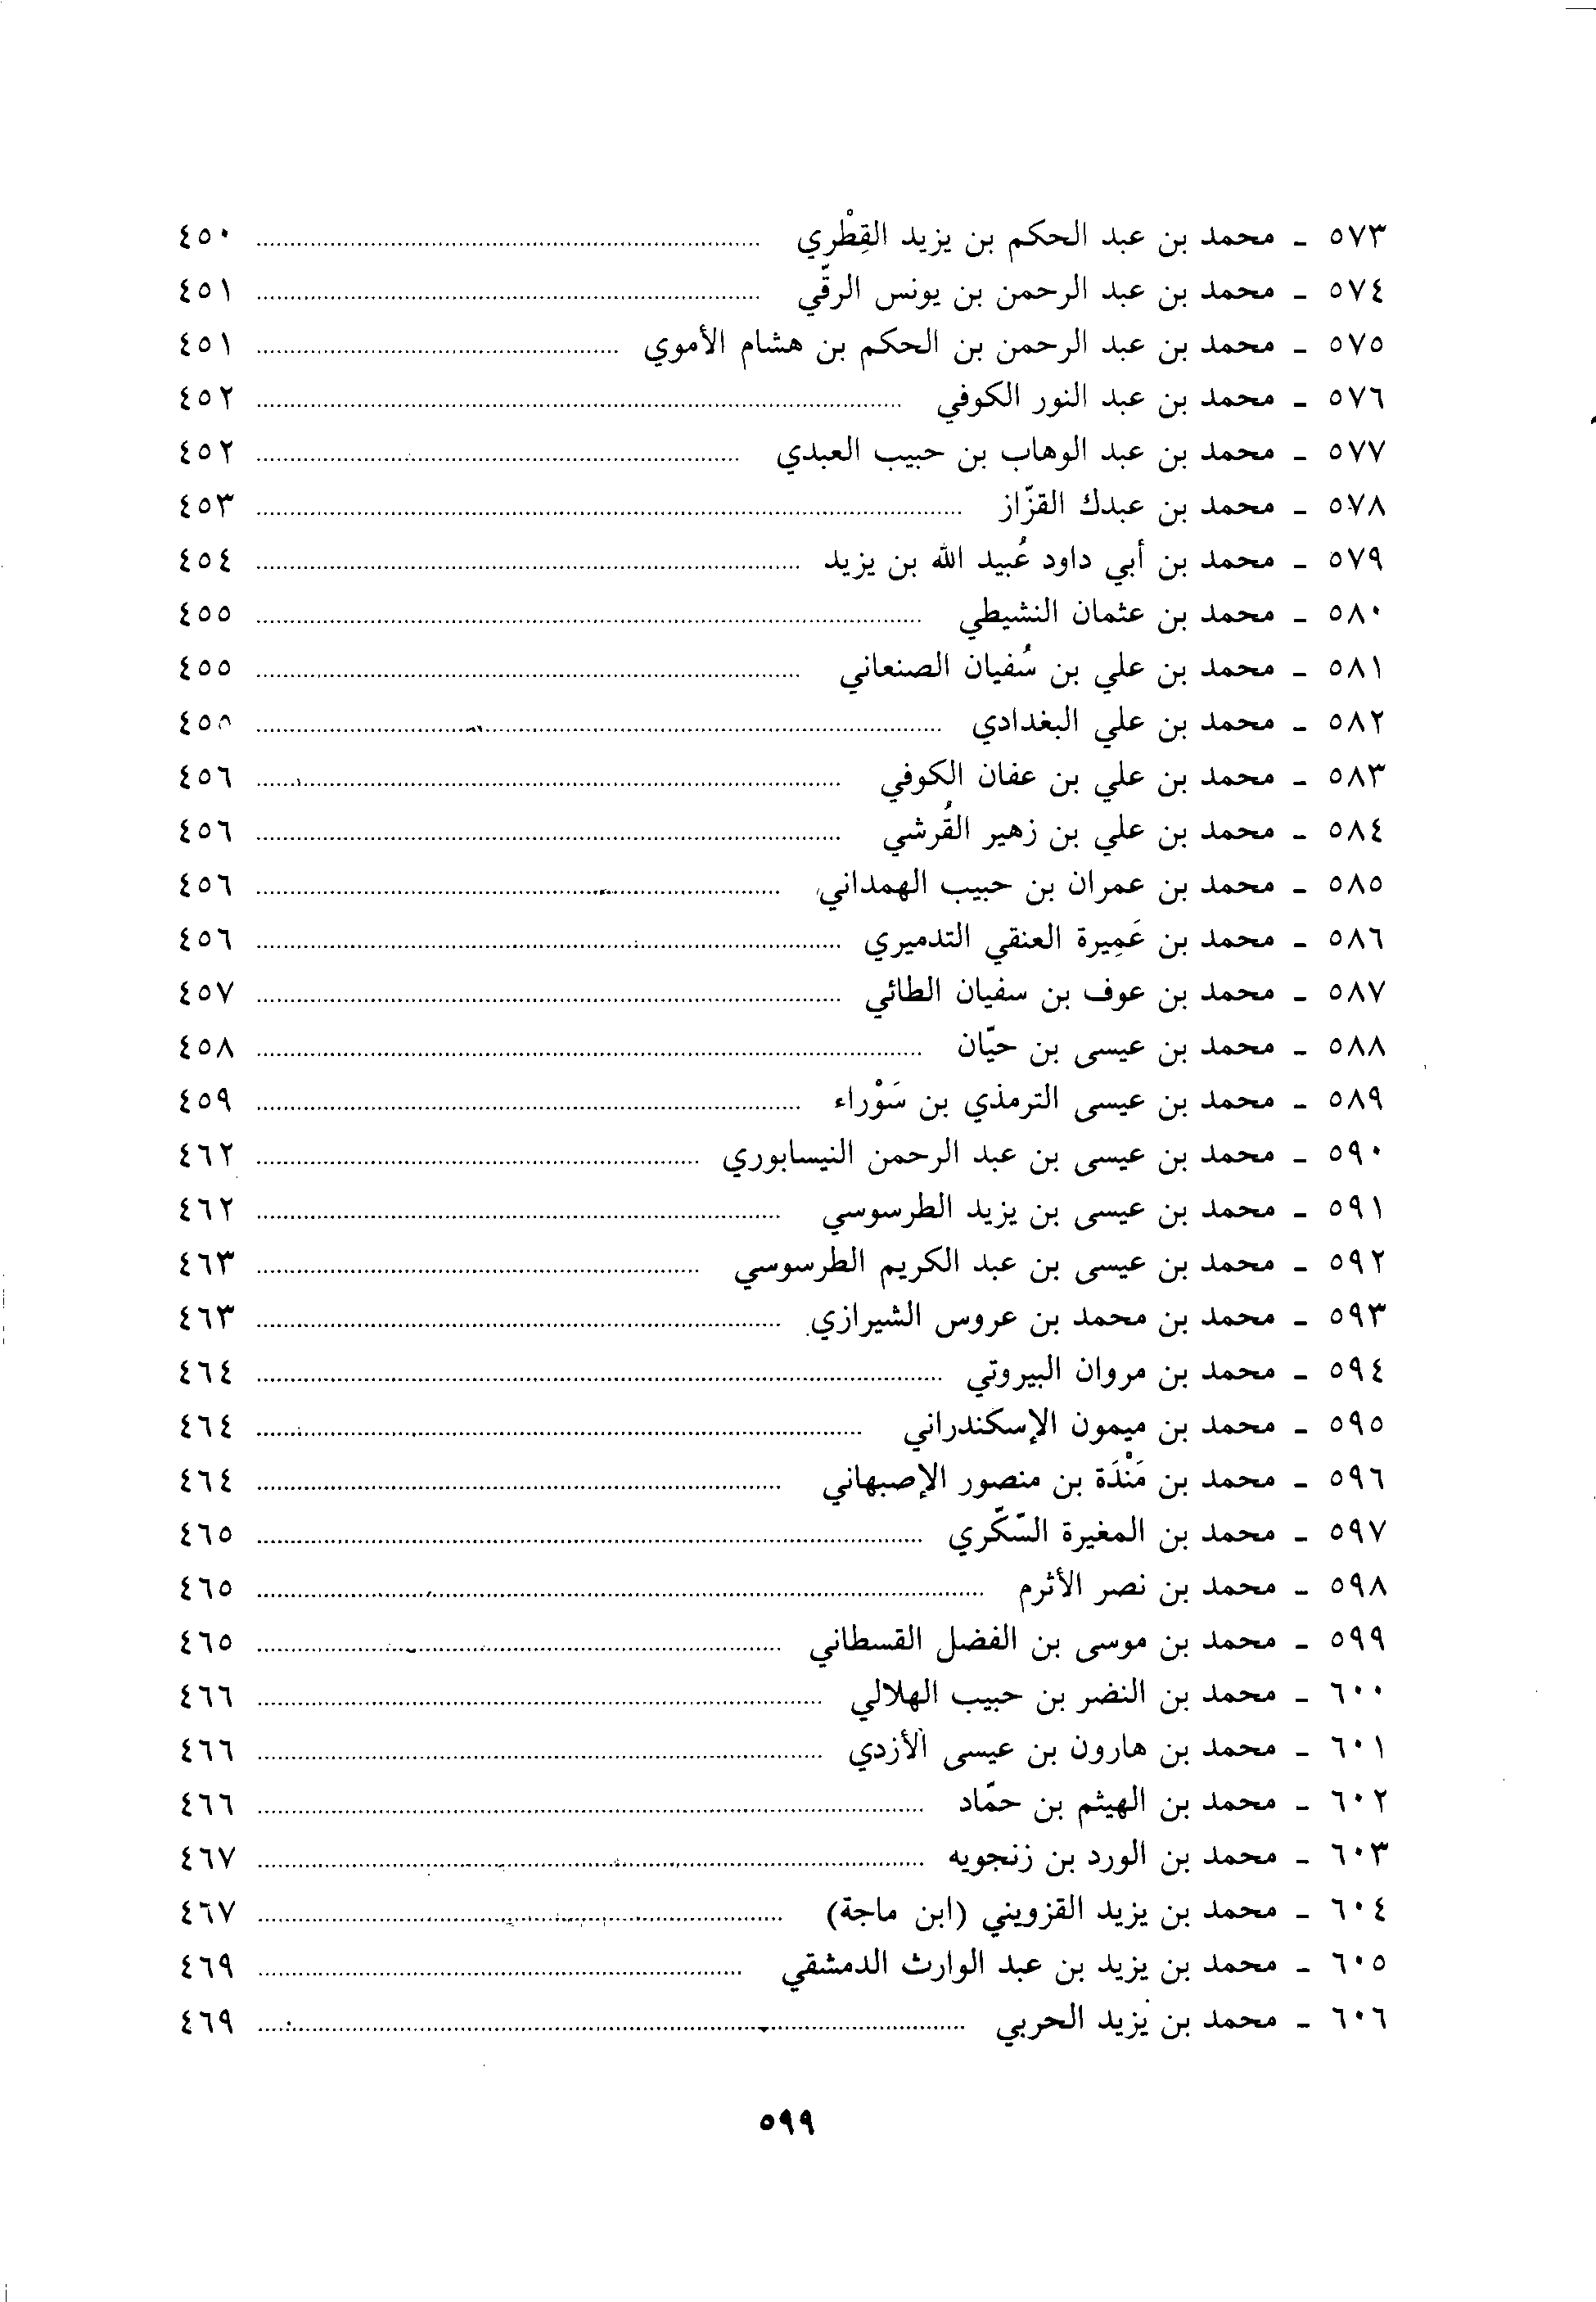 ٥٧٣ - محمد بن عبد الحكم بن يزيد القِطْري ........ ٤٥٠
٥٧٤ - محمد بن عبد الرحمن بن يونس الرقّي ........ ٤٥١
٥٧٥ - محمد بن عبد الرحمن بن الحكم بن هشام الأموي ........ ٤٥١
٥٧٦ - محمد بن عبد النور الكوفي ........ ٤٥٢
٥٧٧ - محمد بن عبد الوهاب بن حبيب العبدي ........ ٤٥٢
٥٧٨ - محمد بن عبدك القزّاز ........ ٤٥٣
٥٧٩ - محمد بن أبي داود عُبيد الله بن يزيد ........ ٤٥٤
٥٨٠ - محمد بن عثمان النشيطي ........ ٤٥٥
٥٨١ - محمد بن علي بن سُفيان الصنعاني ........ ٤٥٥
٥٨٢ - محمد بن علي البغدادي ........ ٤٥٥
٥٨٣ - محمد بن علي بن عفان الكوفي ........ ٤٥٦
٥٨٤ - محمد بن علي بن زهير القُرشي ........ ٤٥٦
٥٨٥ - محمد بن عمران بن حبيب الهمداني ........ ٤٥٦
٥٨٦ - محمد بن عَمِيرة العنقي التدميري ........ ٤٥٦
٥٨٧ - محمد بن عوف بن سفيان الطائي ........ ٤٥٧
٥٨٨ - محمد بن عيسى بن حيّان ........ ٤٥٨
٥٨٩ - محمد بن عيسى الترمذي بن سَوْراء ........ ٤٥٩
٥٩٠ - محمد بن عيسى بن عبد الرحمن النيسابوري ........ ٤٦٢
٥٩١ - محمد بن عيسى بن يزيد الطرسوسي ........ ٤٦٢
٥٩٢ - محمد بن عيسى بن عبد الكريم الطرسوسي ........ ٤٦٣
٥٩٣ - محمد بن محمد بن عروس الشيرازي ........ ٤٦٣
٥٩٤ - محمد بن مروان البيروتي ........ ٤٦٤
٥٩٥ - محمد بن ميمون الإسكندراني ........ ٤٦٤
٥٩٦ - محمد بن مَنْدَة بن منصور الإصبهاني ........ ٤٦٤
٥٩٧ - محمد بن المغيرة السّكّري ........ ٤٦٥
٥٩٨ - محمد بن نصر الأثرم ........ ٤٦٥
٥٩٩ - محمد بن موسى بن الفضل القسطاني ........ ٤٦٥
٦٠٠ - محمد بن النضر بن حبيب الهلالي ........ ٤٦٦
٦٠١ - محمد بن هارون بن عيسى الأزدي ........ ٤٦٦
٦٠٢ - محمد بن الهيثم بن حمّاد ........ ٤٦٦
٦٠٣ - محمد بن الورد بن زنجويه ........ ٤٦٧
٦٠٤ - محمد بن يزيد القزويني (ابن ماجة) ........ ٤٦٧
٦٠٥ - محمد بن يزيد بن عبد الوارث الدمشقي ........ ٤٦٩
٦٠٦ - محمد بن يزيد الحربي ........ ٤٦٩
٥٩٩